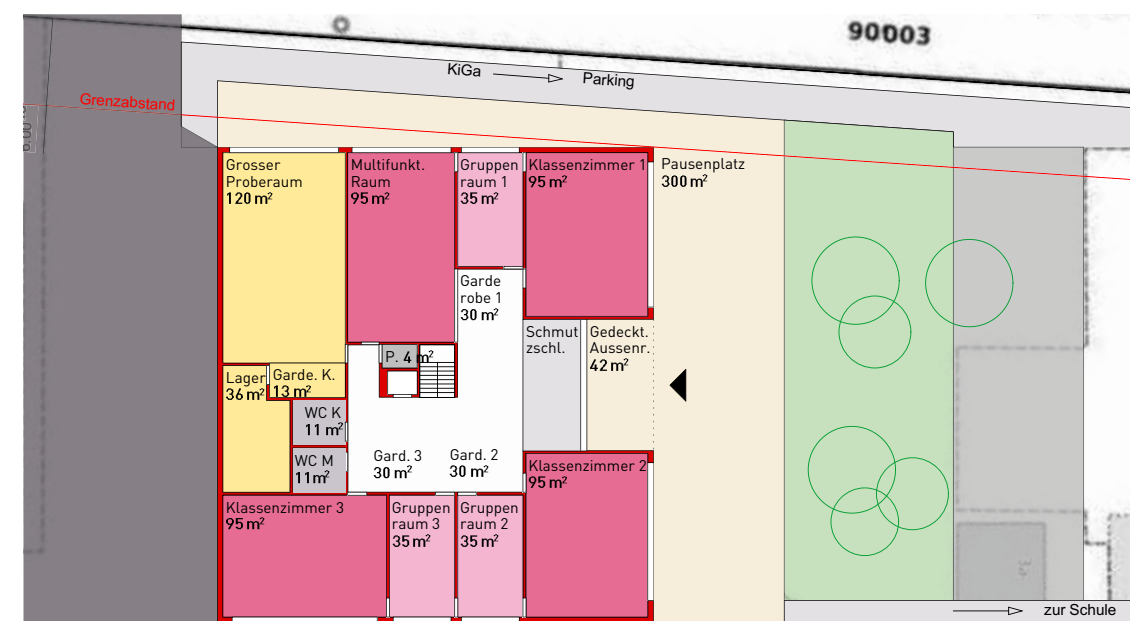 90003
KiGa
Parking
Grenzabstand
Grosser
Proberaum
120 m²
Multifunkt.
Raum
95 m²
Gruppen
raum 1
35 m²
Klassenzimmer 1
95 m²
Pausenplatz
300 m²
Garde
robe 1
30 m²
Schmut
zschl.
Gedeckt.
Aussenr.
42 m²
P. 4 m²
Lager
36 m²
Garde. K.
13 m²
WC K
11 m²
WC M
11 m²
Gard. 3
30 m²
Gard. 2
30 m²
Klassenzimmer 2
95 m²
Klassenzimmer 3
95 m²
Gruppen
raum 3
35 m²
Gruppen
raum 2
35 m²
zur Schule